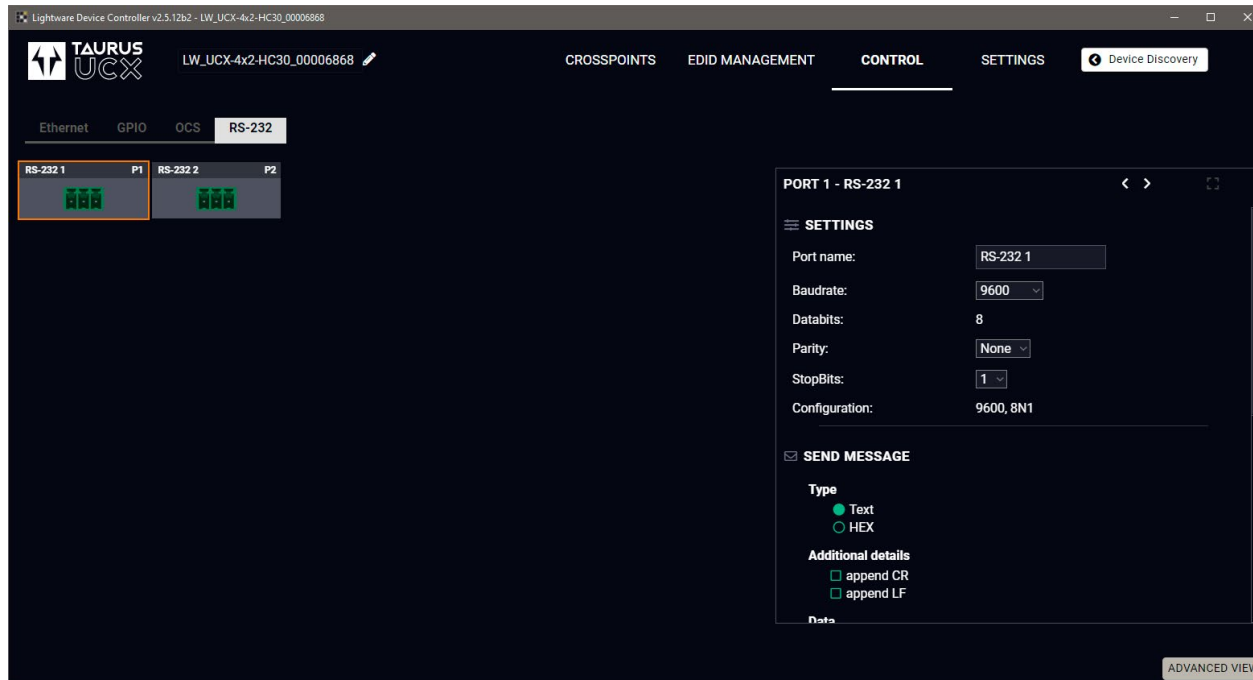 Lightware Device Controller v2.5.12b2 - LW_UCX-4x2-HC30_00006868
TAURUS UCX
LW_UCX-4x2-HC30_00006868
CROSSPOINTS EDID MANAGEMENT CONTROL SETTINGS Device Discovery
Ethernet GPIO OCS RS-232
RS-232 1 P1 RS-232 2 P2
PORT 1 - RS-232 1
SETTINGS
Port name: RS-232 1
Baudrate: 9600
Databits: 8
Parity: None
StopBits: 1
Configuration: 9600, 8N1
SEND MESSAGE
Type
Text
HEX
Additional details
append CR
append LF
Data
ADVANCED VIEW